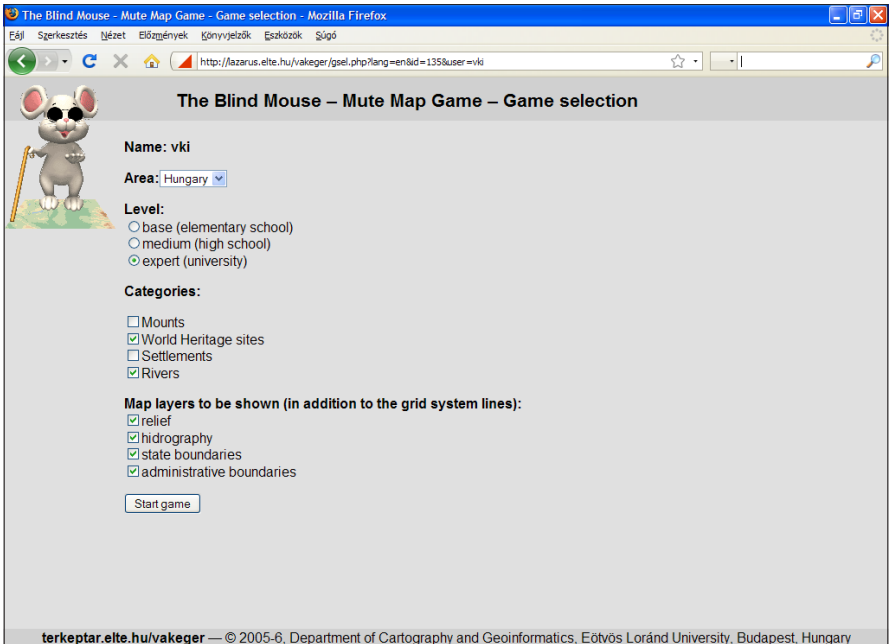 The Blind Mouse - Mute Map Game - Game selection - Mozilla Firefox
Fájl Szerkesztés Nézet Előzmények Könyvjelzők Eszközök Súgó
http://lazarus.elte.hu/vakeger/gsel.php?lang=en&id=135&user=vki
The Blind Mouse – Mute Map Game – Game selection
Name: vki
Area: Hungary
Level:
base (elementary school)
medium (high school)
expert (university)
Categories:
Mounts
World Heritage sites
Settlements
Rivers
Map layers to be shown (in addition to the grid system lines):
relief
hidrography
state boundaries
administrative boundaries
Start game
terkeptar.elte.hu/vakeger — © 2005-6, Department of Cartography and Geoinformatics, Eötvös Loránd University, Budapest, Hungary